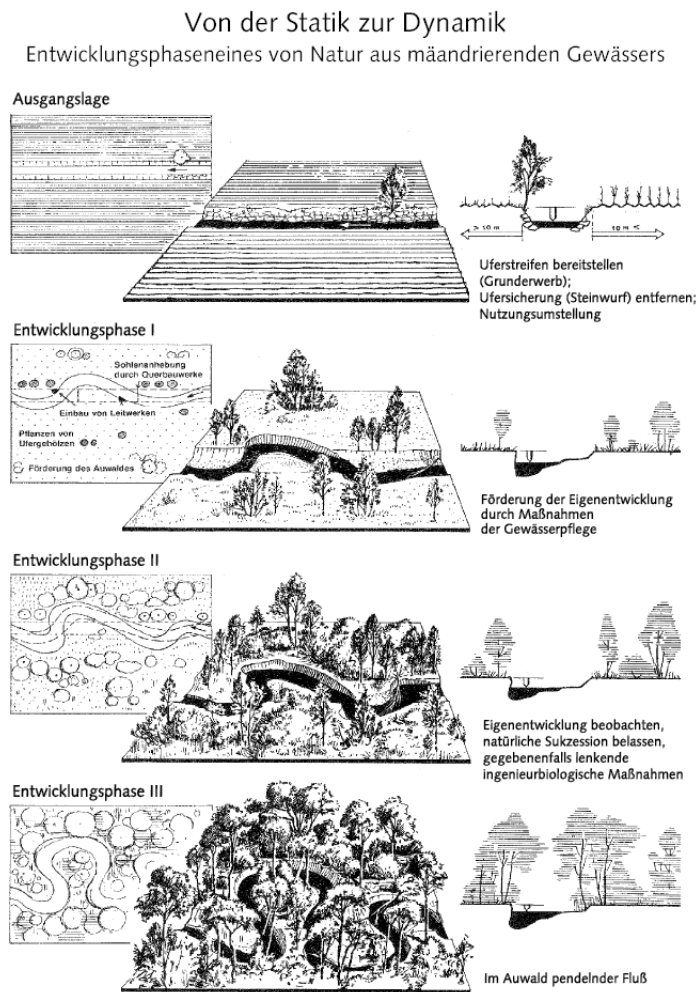 Von der Statik zur Dynamik
Entwicklungsphaseneines von Natur aus mäandrierenden Gewässers
Ausgangslage
> 10 m
10 m <
Uferstreifen bereitstellen
(Grunderwerb);
Ufersicherung (Steinwurf) entfernen;
Nutzungsumstellung
Entwicklungsphase I
Sohlenanhebung
durch Querbauwerke
Einbau von Leitwerken
Pflanzen von
Ufergehölzen
Förderung des Auwaldes
Förderung der Eigenentwicklung
durch Maßnahmen
der Gewässerpflege
Entwicklungsphase II
Eigenentwicklung beobachten,
natürliche Sukzession belassen,
gegebenenfalls lenkende
ingenieurbiologische Maßnahmen
Entwicklungsphase III
Im Auwald pendelnder Fluß